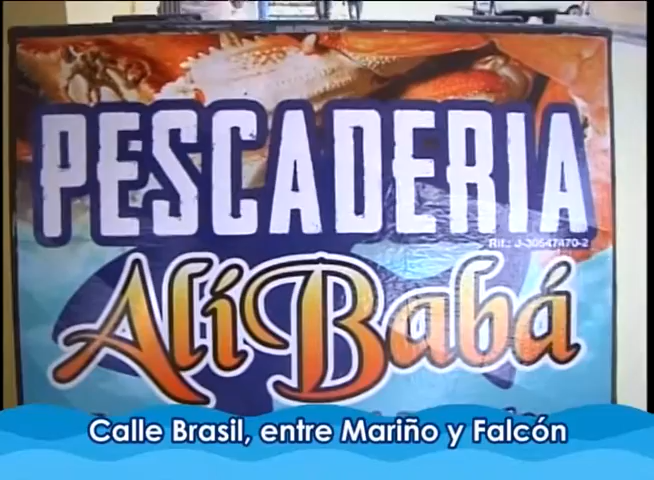 PESCADERIA
Rif.: J-30547470-2
Alí Babá
Calle Brasil, entre Mariño y Falcón